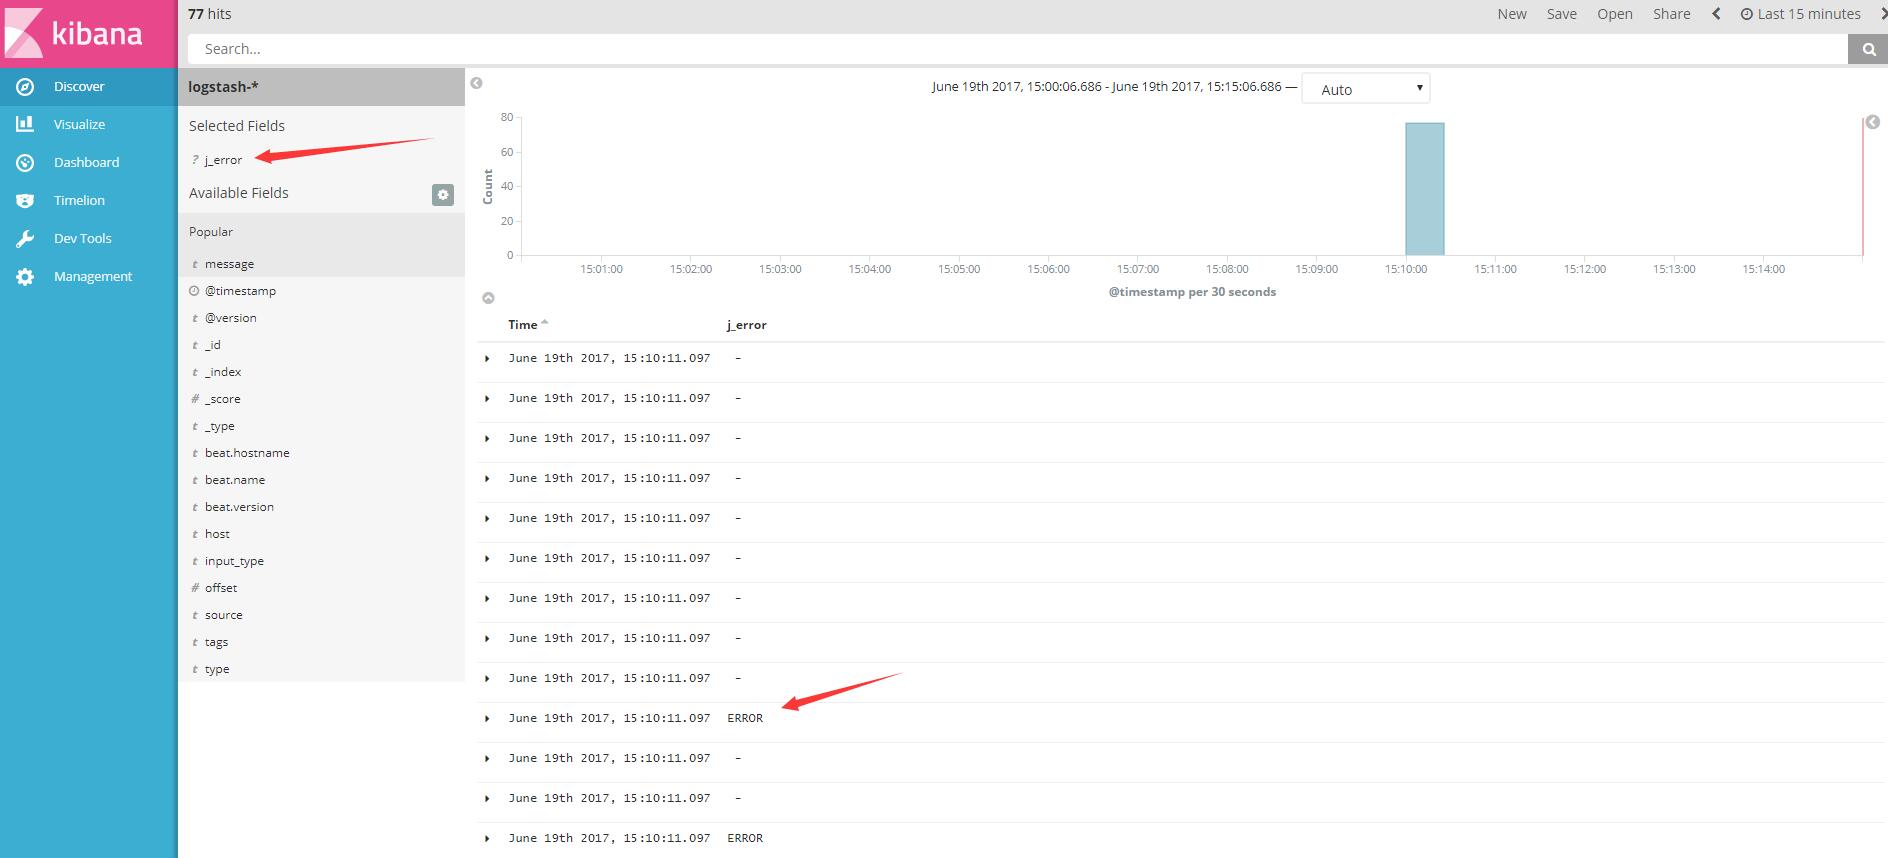 kibana
77 hits
New Save Open Share Last 15 minutes
Search...
Discover
Visualize
Dashboard
Timelion
Dev Tools
Management
logstash-*
Selected Fields
? j_error
Available Fields
Popular
t message
@timestamp
t @version
t _id
t _index
# _score
t _type
t beat.hostname
t beat.name
t beat.version
t host
t input_type
# offset
t source
t tags
t type
June 19th 2017, 15:00:06.686 - June 19th 2017, 15:15:06.686 — Auto
80
60
40
20
0
Count
15:01:00 15:02:00 15:03:00 15:04:00 15:05:00 15:06:00 15:07:00 15:08:00 15:09:00 15:10:00 15:11:00 15:12:00 15:13:00 15:14:00
@timestamp per 30 seconds
Time j_error
June 19th 2017, 15:10:11.097 -
June 19th 2017, 15:10:11.097 -
June 19th 2017, 15:10:11.097 -
June 19th 2017, 15:10:11.097 -
June 19th 2017, 15:10:11.097 -
June 19th 2017, 15:10:11.097 -
June 19th 2017, 15:10:11.097 -
June 19th 2017, 15:10:11.097 -
June 19th 2017, 15:10:11.097 -
June 19th 2017, 15:10:11.097 ERROR
June 19th 2017, 15:10:11.097 -
June 19th 2017, 15:10:11.097 -
June 19th 2017, 15:10:11.097 ERROR